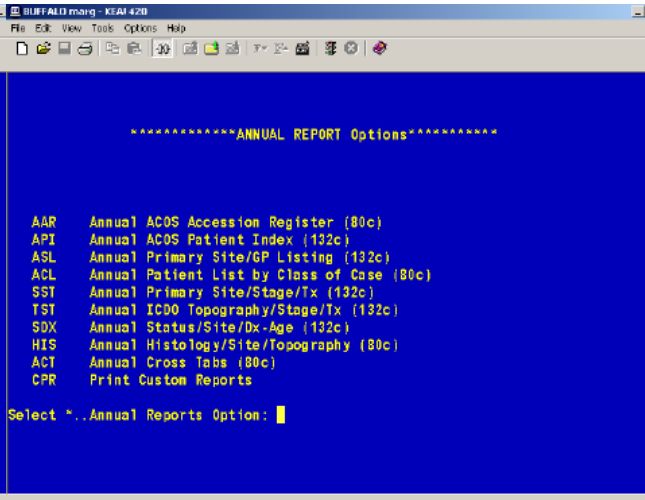 BUFFALO marg - KEA! 420
File Edit View Tools Options Help
*************ANNUAL REPORT Options***********
AAR Annual ACOS Accession Register (80c)
API Annual ACOS Patient Index (132c)
ASL Annual Primary Site/GP Listing (132c)
ACL Annual Patient List by Class of Case (80c)
SST Annual Primary Site/Stage/Tx (132c)
TST Annual ICDO Topography/Stage/Tx (132c)
SDX Annual Status/Site/Dx-Age (132c)
HIS Annual Histology/Site/Topography (80c)
ACT Annual Cross Tabs (80c)
CPR Print Custom Reports
Select *..Annual Reports Option: